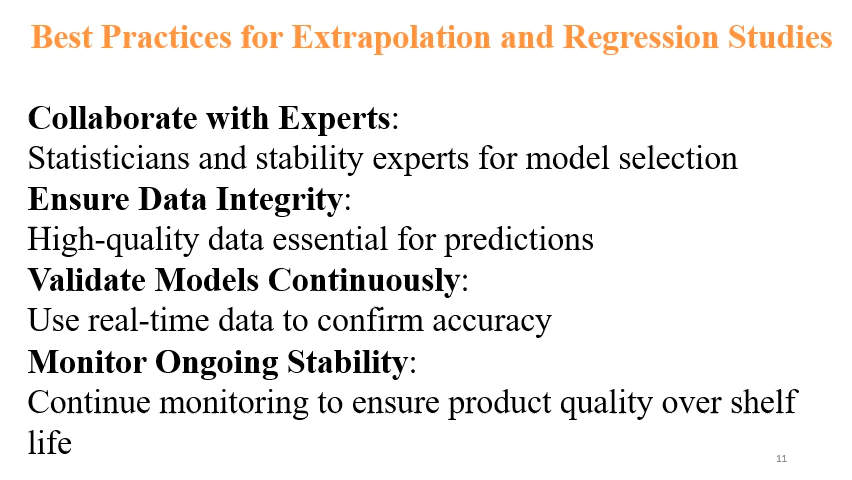 Best Practices for Extrapolation and Regression Studies
Collaborate with Experts:
Statisticians and stability experts for model selection
Ensure Data Integrity:
High-quality data essential for predictions
Validate Models Continuously:
Use real-time data to confirm accuracy
Monitor Ongoing Stability:
Continue monitoring to ensure product quality over shelf
life
11